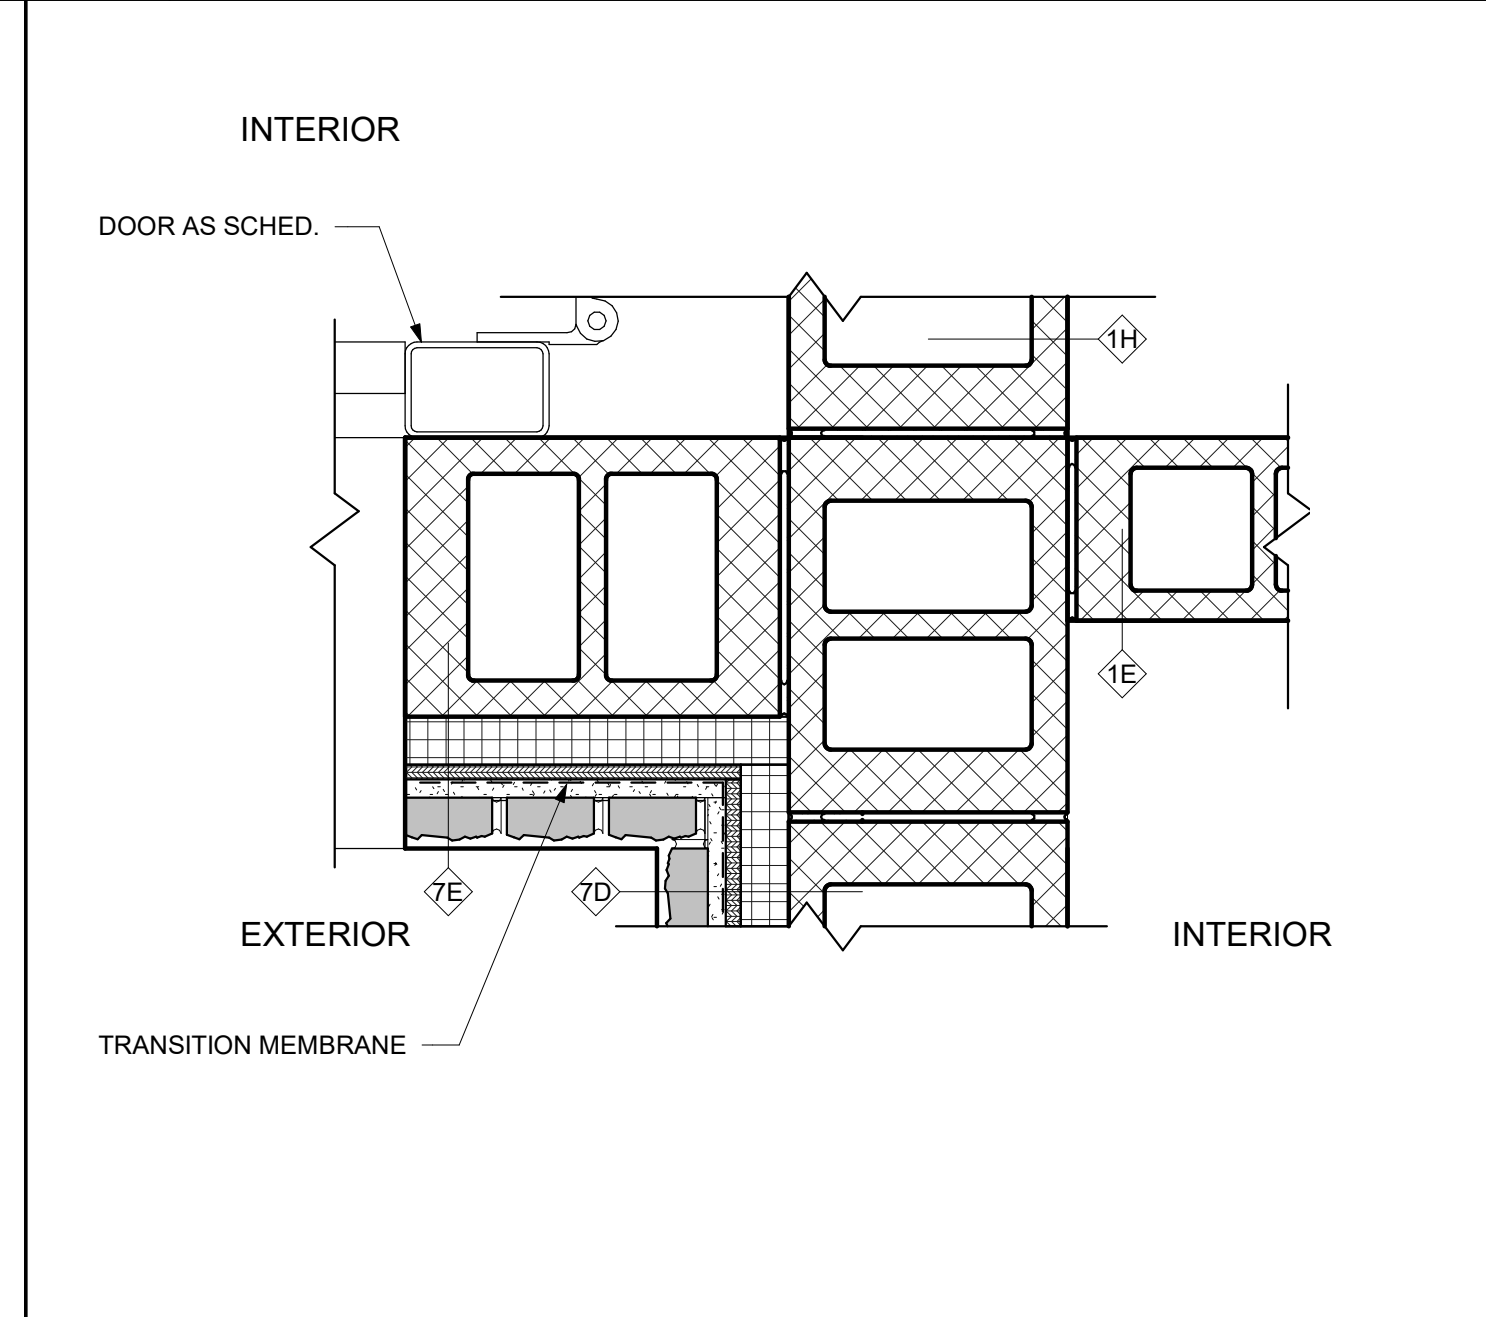 INTERIOR
DOOR AS SCHED.
1H
1E
7E
7D
EXTERIOR
INTERIOR
TRANSITION MEMBRANE